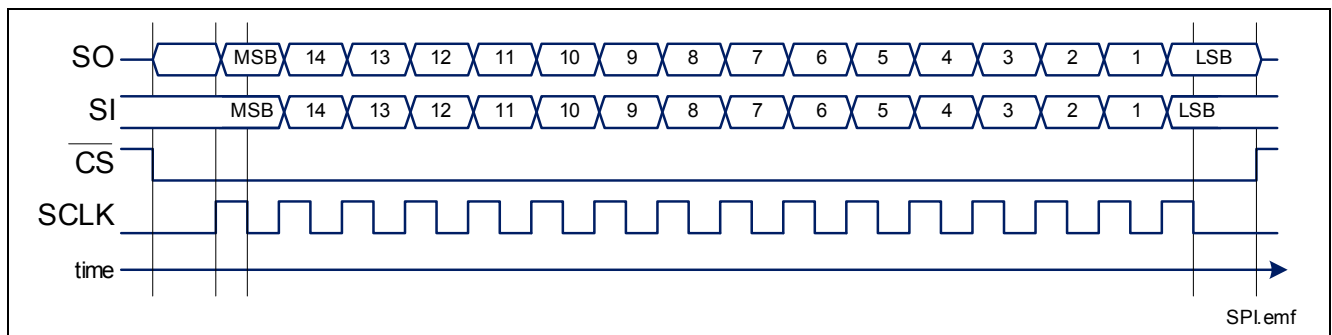 SO MSB 14 13 12 11 10 9 8 7 6 5 4 3 2 1 LSB
SI MSB 14 13 12 11 10 9 8 7 6 5 4 3 2 1 LSB
CS
SCLK
time
SPI.emf